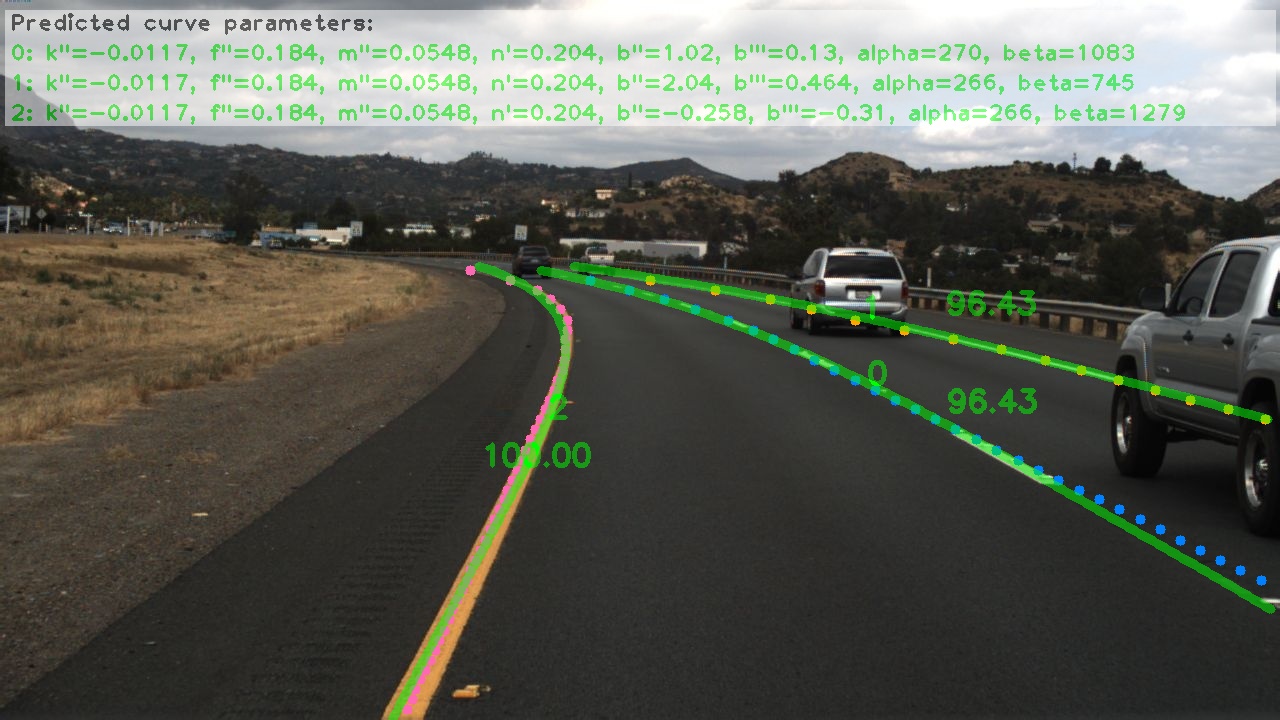 Predicted curve parameters:
0: k''=-0.0117, f''=0.184, m''=0.0548, n'=0.204, b''=1.02, b'''=0.13, alpha=270, beta=1083
1: k''=-0.0117, f''=0.184, m''=0.0548, n'=0.204, b''=2.04, b'''=0.464, alpha=266, beta=745
2: k''=-0.0117, f''=0.184, m''=0.0548, n'=0.204, b''=-0.258, b'''=-0.31, alpha=266, beta=1279
1 96.43
0
96.43
2
100.00